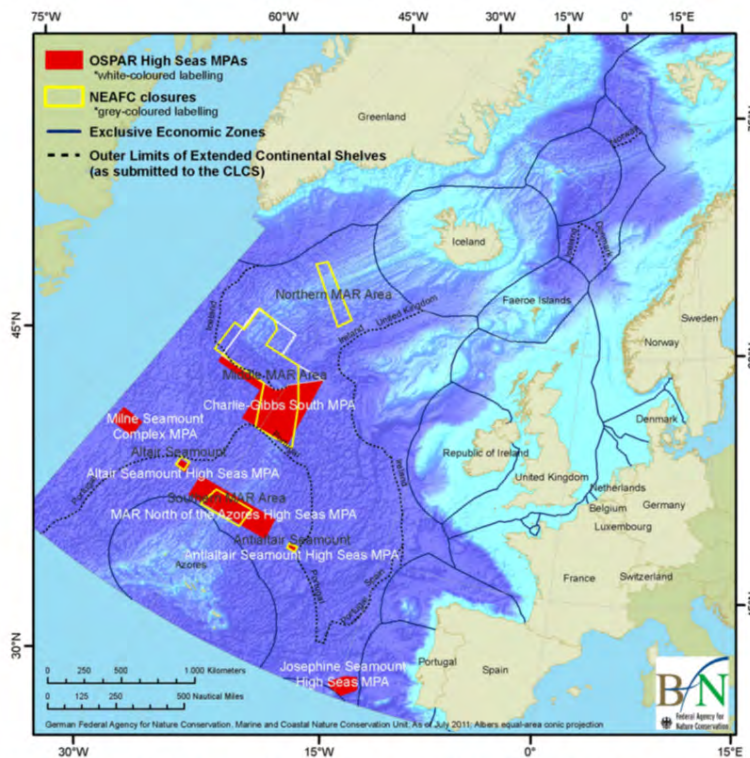 75°W
60°W
45°W
30°W
15°W
0°
15°E
OSPAR High Seas MPAs
*white-coloured labelling
NEAFC closures
*grey-coloured labelling
Exclusive Economic Zones
Outer Limits of Extended Continental Shelves
(as submitted to the CLCS)
Greenland
Norway
Iceland
Norway
Denmark
Northern MAR Area
Faeroe Islands
Ireland
Ireland
United Kingdom
45°N
Sweden
Norway
Middle MAR Area
Charlie-Gibbs South MPA
Milne Seamount
Complex MPA
Denmark
Altair Seamount
Altair Seamount High Seas MPA
Republic of Ireland
Ireland
United Kingdom
Netherlands
Germany
Belgium
Luxembourg
Portugal
Southern MAR Area
MAR North of the Azores High Seas MPA
Antialtair Seamount
Antialtair Seamount High Seas MPA
Azores
France
Switzerland
Portugal
Spain
Portugal
30°N
Josephine Seamount
High Seas MPA
Portugal
Spain
0 250 500 1.000 Kilometers
0 125 250 500 Nautical Miles
BfN
Federal Agency for
Nature Conservation
German Federal Agency for Nature Conservation. Marine and Coastal Nature Conservation Unit. As of July 2011; Albers equal-area conic projection
30°W
15°W
0°
15°E